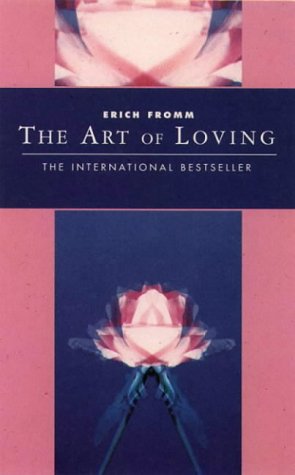 ERICH FROMM
THE ART OF LOVING
THE INTERNATIONAL BESTSELLER